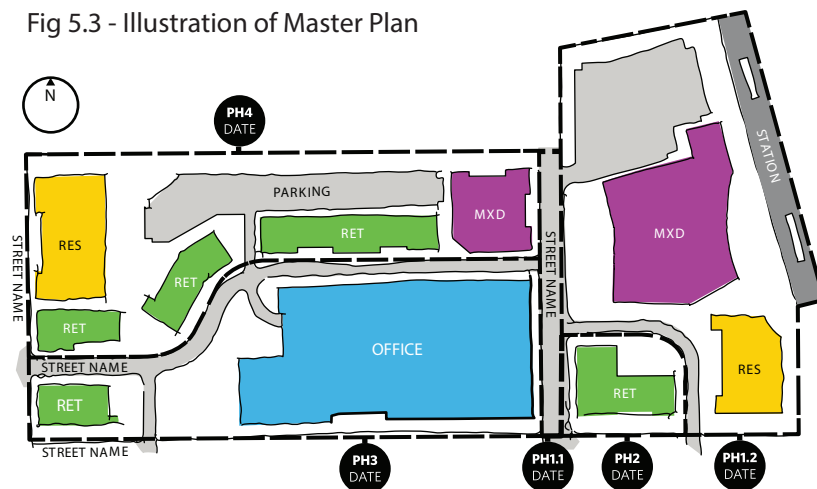 Fig 5.3 - Illustration of Master Plan
N
PH4
DATE
STATION
PARKING
MXD
RES
RET
RET
MXD
STREET NAME
STREET NAME
RET
OFFICE
STREET NAME
RES
RET
RET
STREET NAME
PH3
DATE
PH1.1
DATE
PH2
DATE
PH1.2
DATE